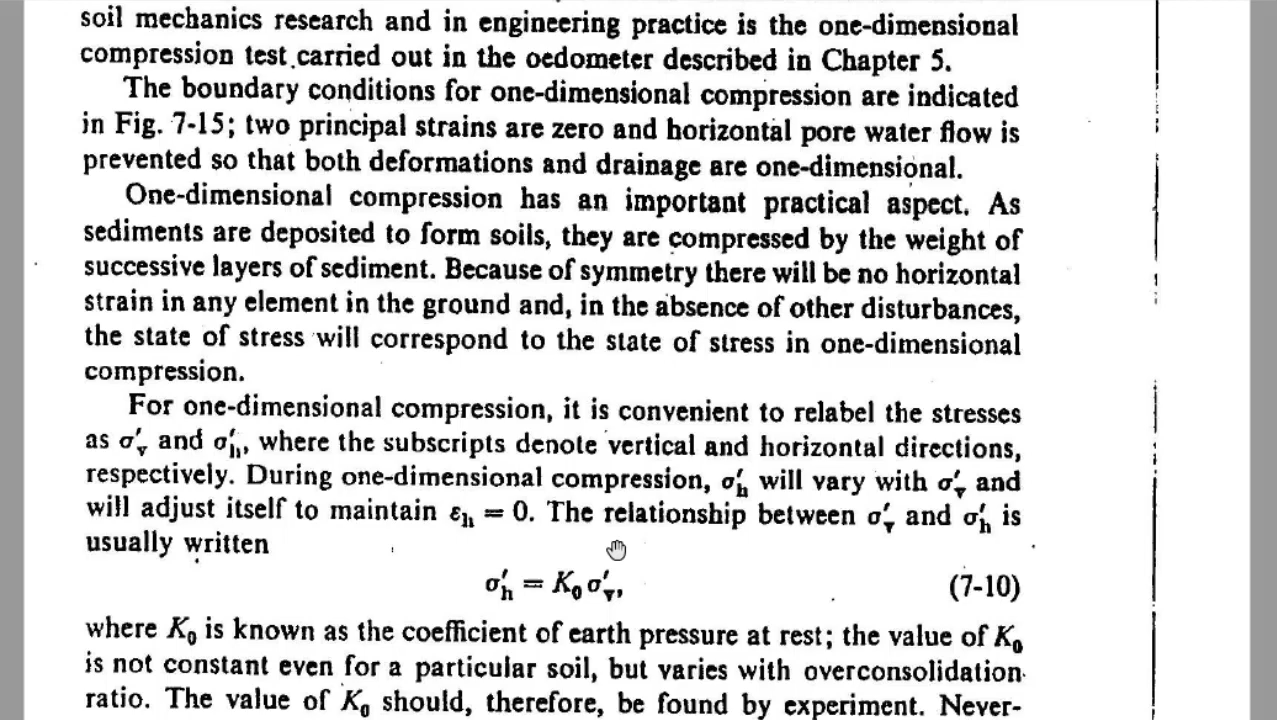 soil mechanics research and in engineering practice is the one-dimensional
compression test carried out in the oedometer described in Chapter 5.
The boundary conditions for one-dimensional compression are indicated
in Fig. 7-15; two principal strains are zero and horizontal pore water flow is
prevented so that both deformations and drainage are one-dimensional.
One-dimensional compression has an important practical aspect. As
sediments are deposited to form soils, they are compressed by the weight of
successive layers of sediment. Because of symmetry there will be no horizontal
strain in any element in the ground and, in the absence of other disturbances,
the state of stress will correspond to the state of stress in one-dimensional
compression.
For one-dimensional compression, it is convenient to relabel the stresses
as σ′ᵥ and σ′ₕ, where the subscripts denote vertical and horizontal directions,
respectively. During one-dimensional compression, σ′ₕ will vary with σ′ᵥ and
will adjust itself to maintain εₕ = 0. The relationship between σ′ᵥ and σ′ₕ is
usually written
σ′ₕ = K₀σ′ᵥ, (7-10)
where K₀ is known as the coefficient of earth pressure at rest; the value of K₀
is not constant even for a particular soil, but varies with overconsolidation
ratio. The value of K₀ should, therefore, be found by experiment. Never-